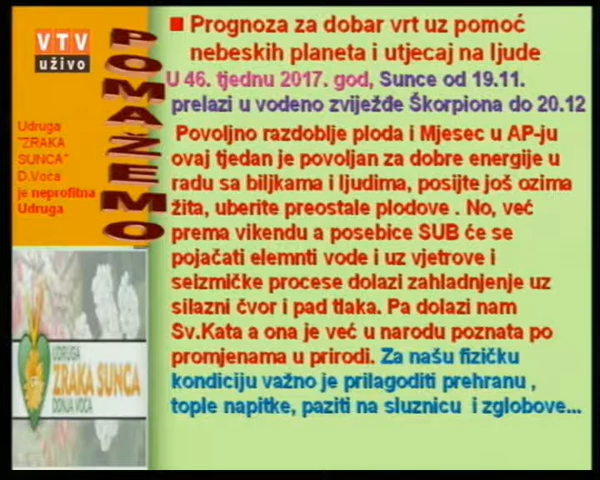 VTV
uživo
POMAŽEMO
Udruga
"ZRAKA
SUNCA"
D.Voća
je neprofitna
Udruga
UDRUGA
ZRAKA SUNCA
DONJA VOĆA
Prognoza za dobar vrt uz pomoć
nebeskih planeta i utjecaj na ljude
U 46. tjednu 2017. god, Sunce od 19.11.
prelazi u vodeno zviježđe Škorpiona do 20.12
Povoljno razdoblje ploda i Mjesec u AP-ju
ovaj tjedan je povoljan za dobre energije u
radu sa biljkama i ljudima, posijte još ozima
žita, uberite preostale plodove . No, već
prema vikendu a posebice SUB će se
pojačati elemnti vode i uz vjetrove i
seizmičke procese dolazi zahladnjenje uz
silazni čvor i pad tlaka. Pa dolazi nam
Sv.Kata a ona je već u narodu poznata po
promjenama u prirodi. Za našu fizičku
kondiciju važno je prilagoditi prehranu ,
tople napitke, paziti na sluznicu i zglobove...